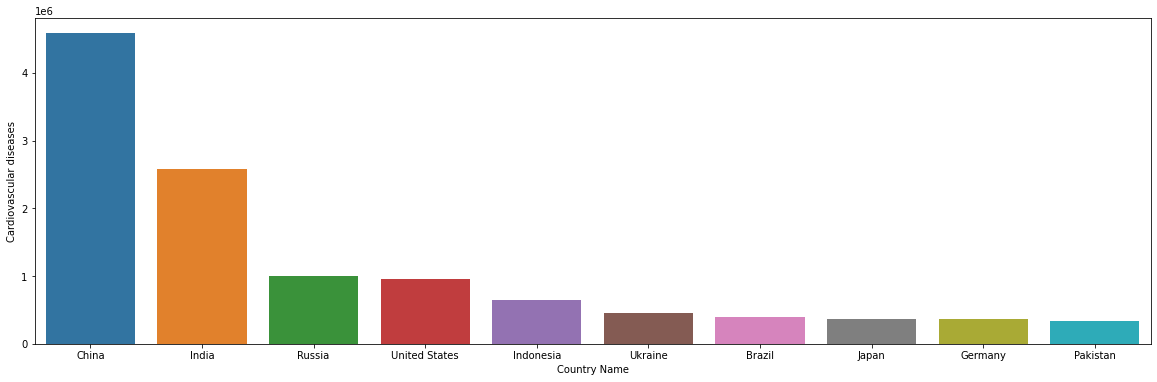 1e6
4
3
2
1
0
Cardiovascular diseases
China India Russia United States Indonesia Ukraine Brazil Japan Germany Pakistan
Country Name